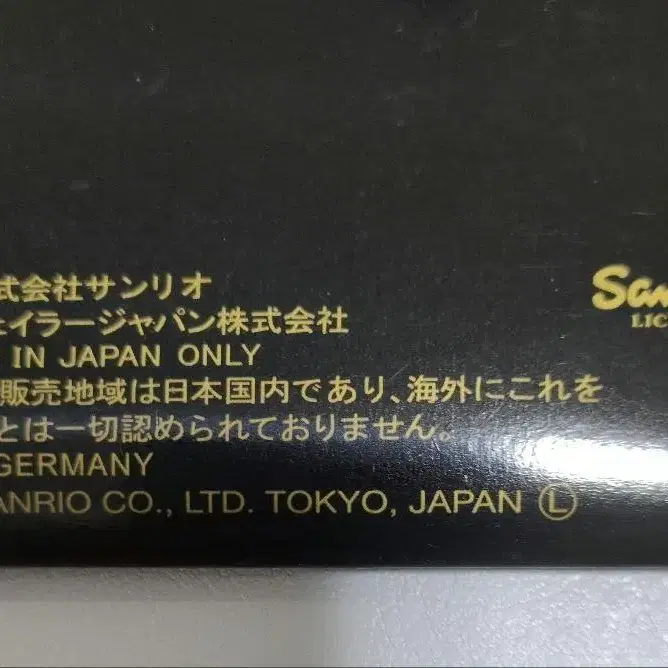 式会社サンリオ
ェイラージャパン株式会社
IN JAPAN ONLY
販売地域は日本国内であり、海外にこれを
とは一切認められておりません。
GERMANY
ANRIO CO., LTD. TOKYO, JAPAN Ⓛ
San
LIC